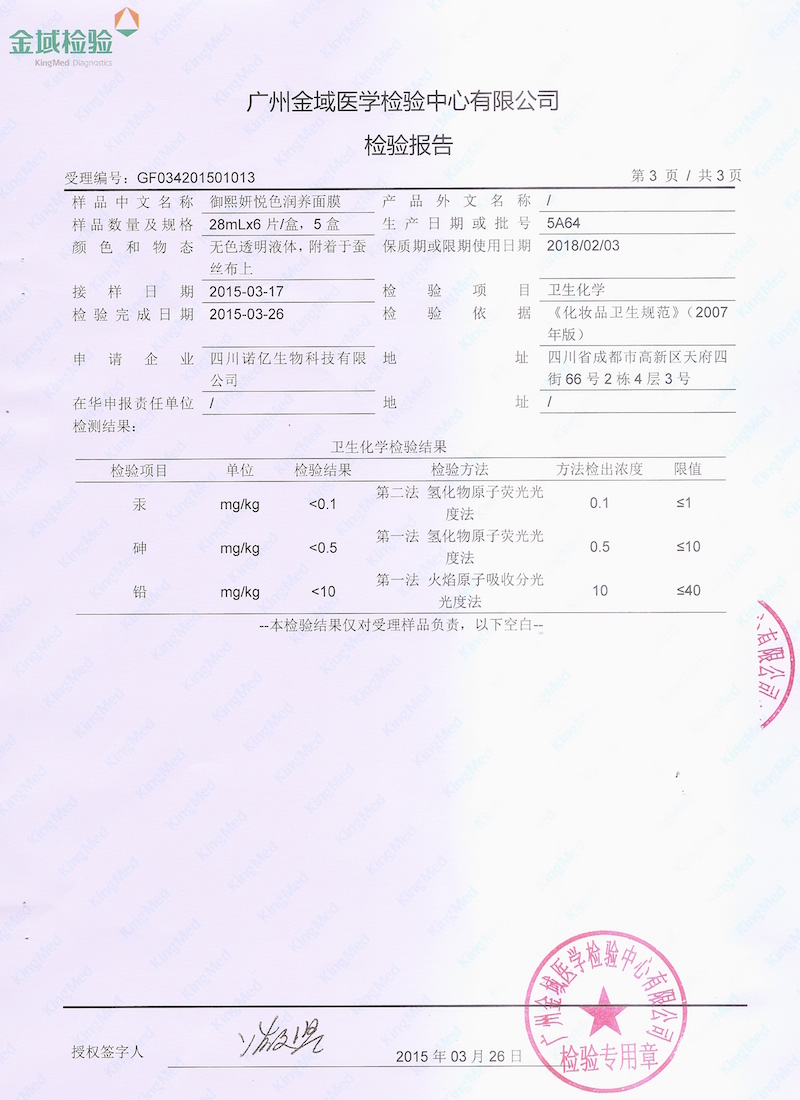 金域检验
KingMed Diagnostics
广州金域医学检验中心有限公司
检验报告
受理编号：GF034201501013 第 3 页 / 共 3 页
样品中文名称 御熙妍悦色润养面膜 产品外文名称 /
样品数量及规格 28mLx6 片/盒，5 盒 生产日期或批号 5A64
颜色和物态 无色透明液体，附着于蚕 保质期或限期使用日期 2018/02/03
丝布上
接样日期 2015-03-17 检验项目 卫生化学
检验完成日期 2015-03-26 检验依据 《化妆品卫生规范》（2007
年版）
申请企业 四川诺亿生物科技有限 地址 四川省成都市高新区天府四
公司 街 66 号 2 栋 4 层 3 号
在华申报责任单位 / 地址 /
检测结果：
卫生化学检验结果
检验项目 单位 检验结果 检验方法 方法检出浓度 限值
汞 mg/kg <0.1 第二法 氢化物原子荧光光 0.1 ≤1
度法
砷 mg/kg <0.5 第一法 氢化物原子荧光光 0.5 ≤10
度法
铅 mg/kg <10 第一法 火焰原子吸收分光 10 ≤40
光度法
--本检验结果仅对受理样品负责，以下空白--
心有限公司
广州金域医学检验中心有限公司
检验专用章
授权签字人 2015 年 03 月 26 日